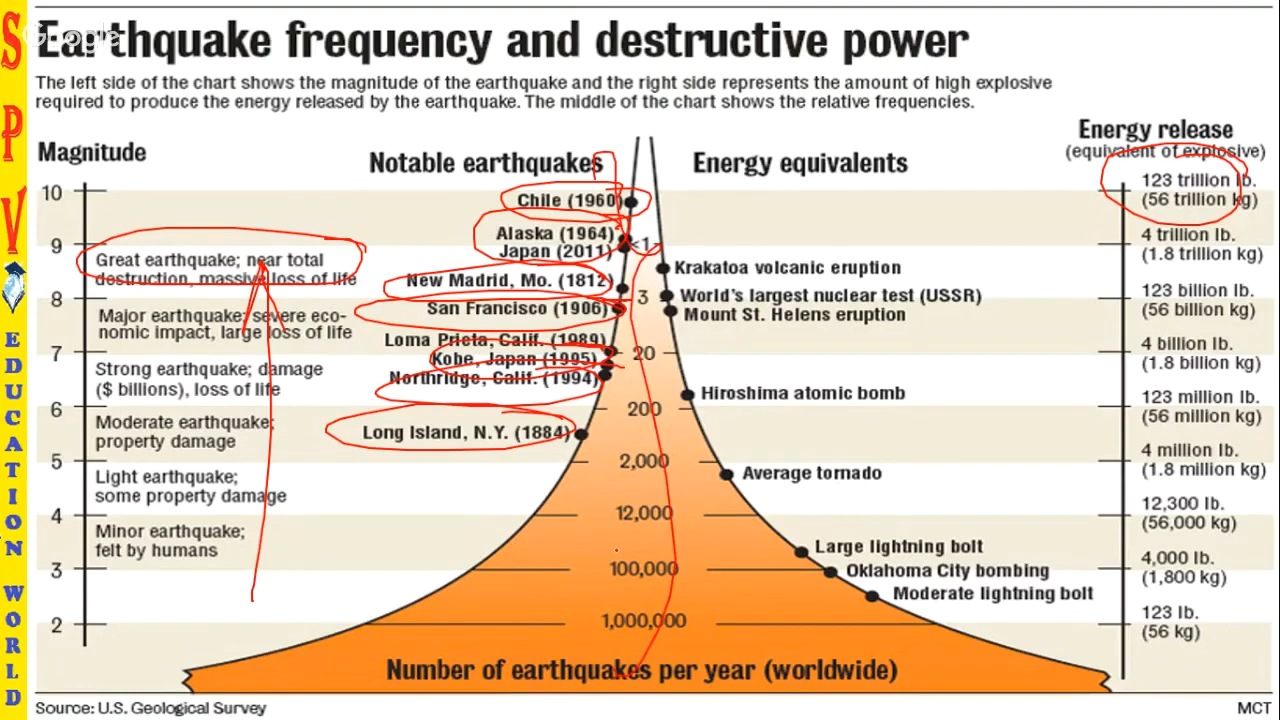 S P V EDUCATION WORLD
Google
Earthquake frequency and destructive power
The left side of the chart shows the magnitude of the earthquake and the right side represents the amount of high explosive
required to produce the energy released by the earthquake. The middle of the chart shows the relative frequencies.
Magnitude
Notable earthquakes
Energy equivalents
Energy release
(equivalent of explosive)
10
9
8
7
6
5
4
3
2
Great earthquake; near total
destruction, massive loss of life
Major earthquake; severe eco-
nomic impact, large loss of life
Strong earthquake; damage
($ billions), loss of life
Moderate earthquake;
property damage
Light earthquake;
some property damage
Minor earthquake;
felt by humans
Chile (1960)
Alaska (1964)
Japan (2011)
New Madrid, Mo. (1812)
San Francisco (1906)
Loma Prieta, Calif. (1989)
Kobe, Japan (1995)
Northridge, Calif. (1994)
Long Island, N.Y. (1884)
<1
3
20
200
2,000
12,000
100,000
1,000,000
Number of earthquakes per year (worldwide)
Krakatoa volcanic eruption
World's largest nuclear test (USSR)
Mount St. Helens eruption
Hiroshima atomic bomb
Average tornado
Large lightning bolt
Oklahoma City bombing
Moderate lightning bolt
123 trillion lb.
(56 trillion kg)
4 trillion lb.
(1.8 trillion kg)
123 billion lb.
(56 billion kg)
4 billion lb.
(1.8 billion kg)
123 million lb.
(56 million kg)
4 million lb.
(1.8 million kg)
12,300 lb.
(56,000 kg)
4,000 lb.
(1,800 kg)
123 lb.
(56 kg)
Source: U.S. Geological Survey
MCT